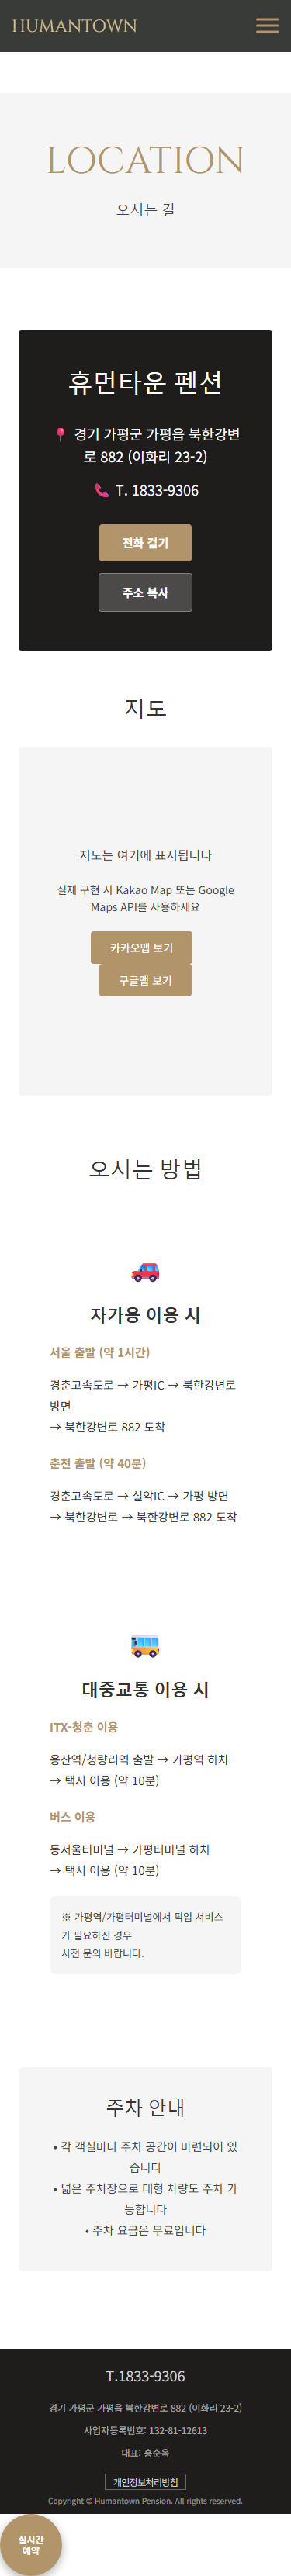 HUMANTOWN
LOCATION
오시는 길
휴먼타운 펜션
경기 가평군 가평읍 북한강변
로 882 (이화리 23-2)
T. 1833-9306
전화 걸기
주소 복사
지도
지도는 여기에 표시됩니다
실제 구현 시 Kakao Map 또는 Google
Maps API를 사용하세요
카카오맵 보기
구글맵 보기
오시는 방법
자가용 이용 시
서울 출발 (약 1시간)
경춘고속도로 → 가평IC → 북한강변로
방면
→ 북한강변로 882 도착
춘천 출발 (약 40분)
경춘고속도로 → 설악IC → 가평 방면
→ 북한강변로 → 북한강변로 882 도착
대중교통 이용 시
ITX-청춘 이용
용산역/청량리역 출발 → 가평역 하차
→ 택시 이용 (약 10분)
버스 이용
동서울터미널 → 가평터미널 하차
→ 택시 이용 (약 10분)
※ 가평역/가평터미널에서 픽업 서비스
가 필요하신 경우
사전 문의 바랍니다.
주차 안내
• 각 객실마다 주차 공간이 마련되어 있
습니다
• 넓은 주차장으로 대형 차량도 주차 가
능합니다
• 주차 요금은 무료입니다
T.1833-9306
경기 가평군 가평읍 북한강변로 882 (이화리 23-2)
사업자등록번호: 132-81-12613
대표: 홍순옥
개인정보처리방침
Copyright © Humantown Pension. All rights reserved.
실시간
예약